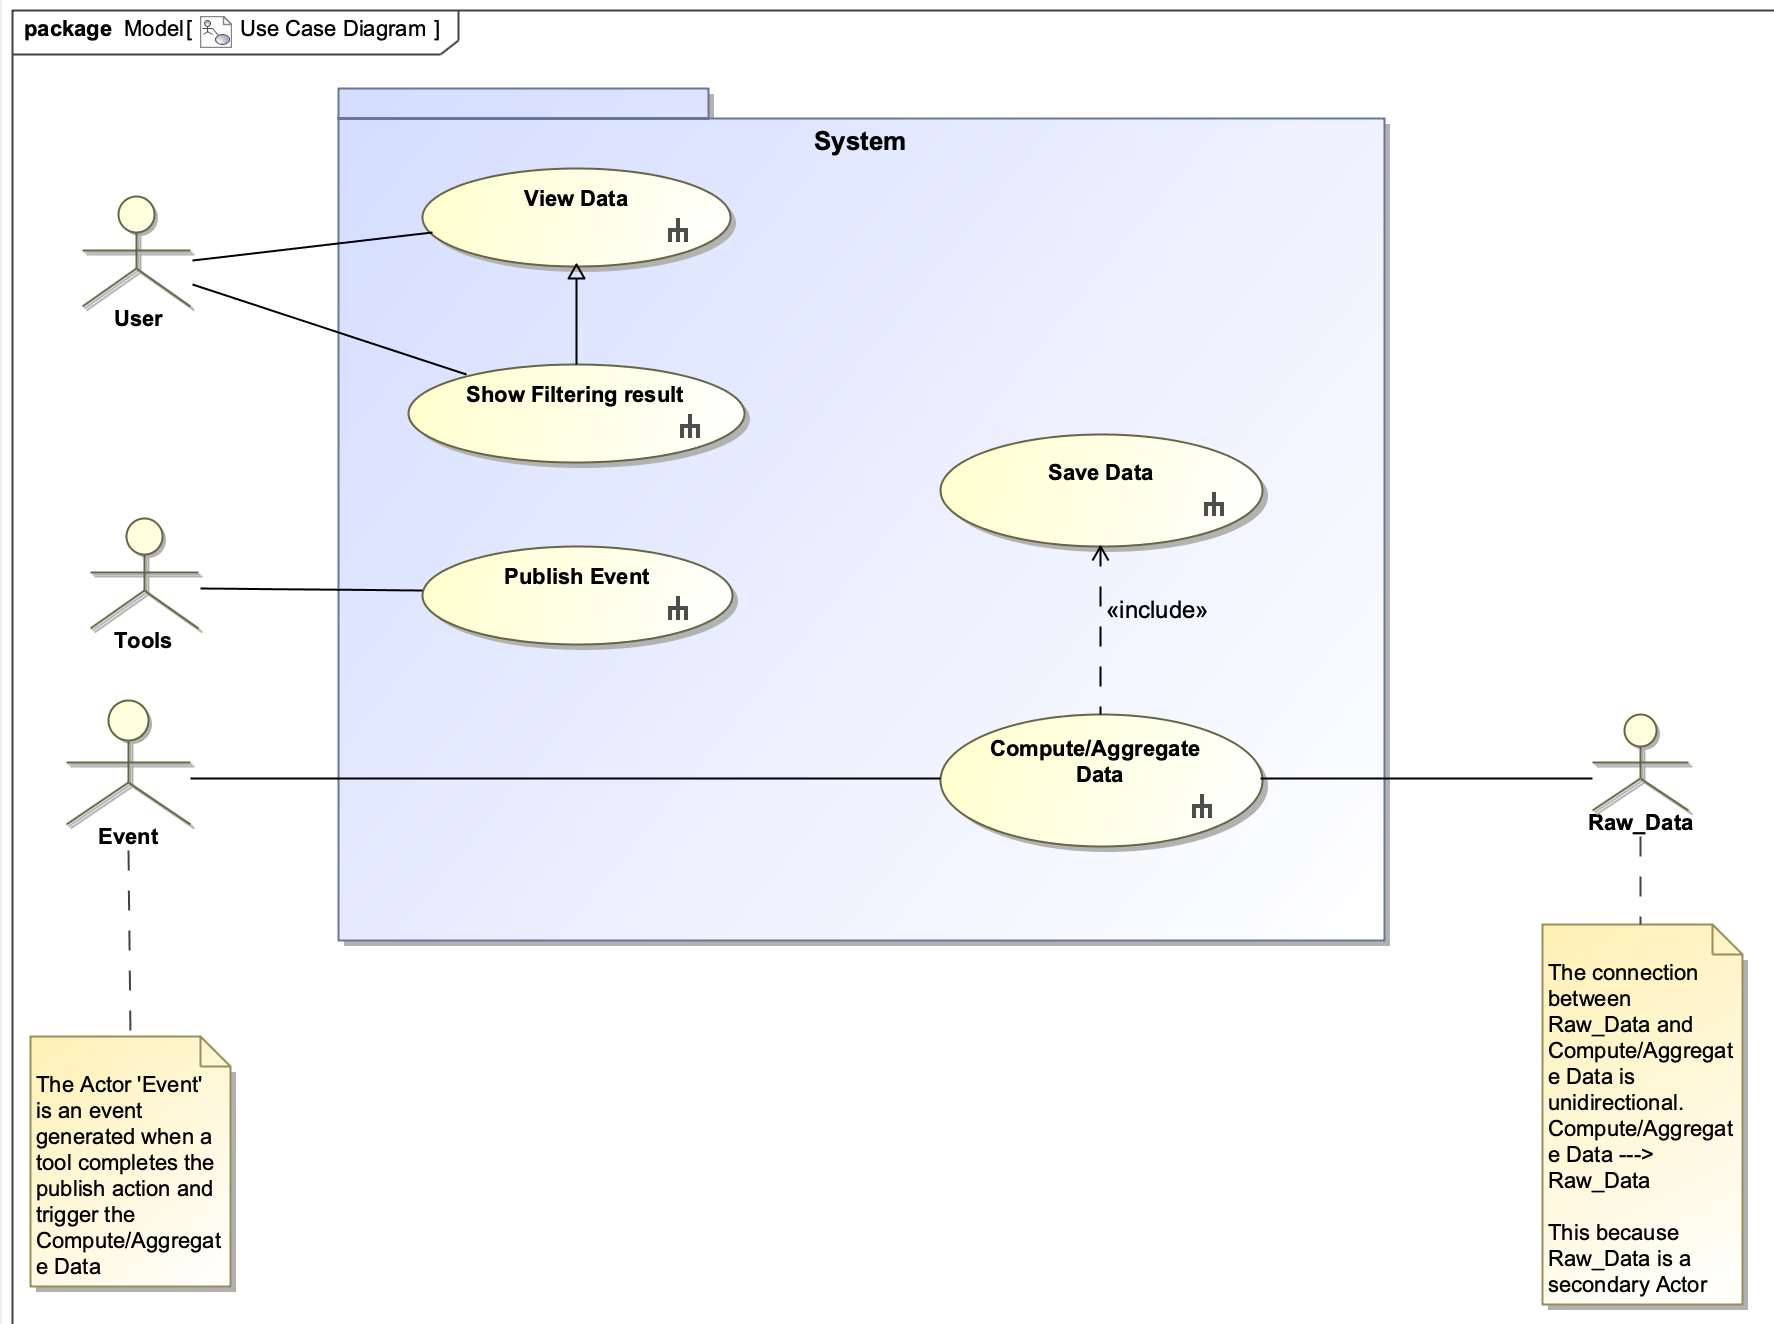 package Model[ Use Case Diagram ]
System
View Data
User
Show Filtering result
Save Data
Publish Event
«include»
Tools
Compute/Aggregate
Data
Event
Raw_Data
The connection
between
Raw_Data and
Compute/Aggregat
e Data is
unidirectional.
Compute/Aggregat
e Data --->
Raw_Data
This because
Raw_Data is a
secondary Actor
The Actor 'Event'
is an event
generated when a
tool completes the
publish action and
trigger the
Compute/Aggregat
e Data